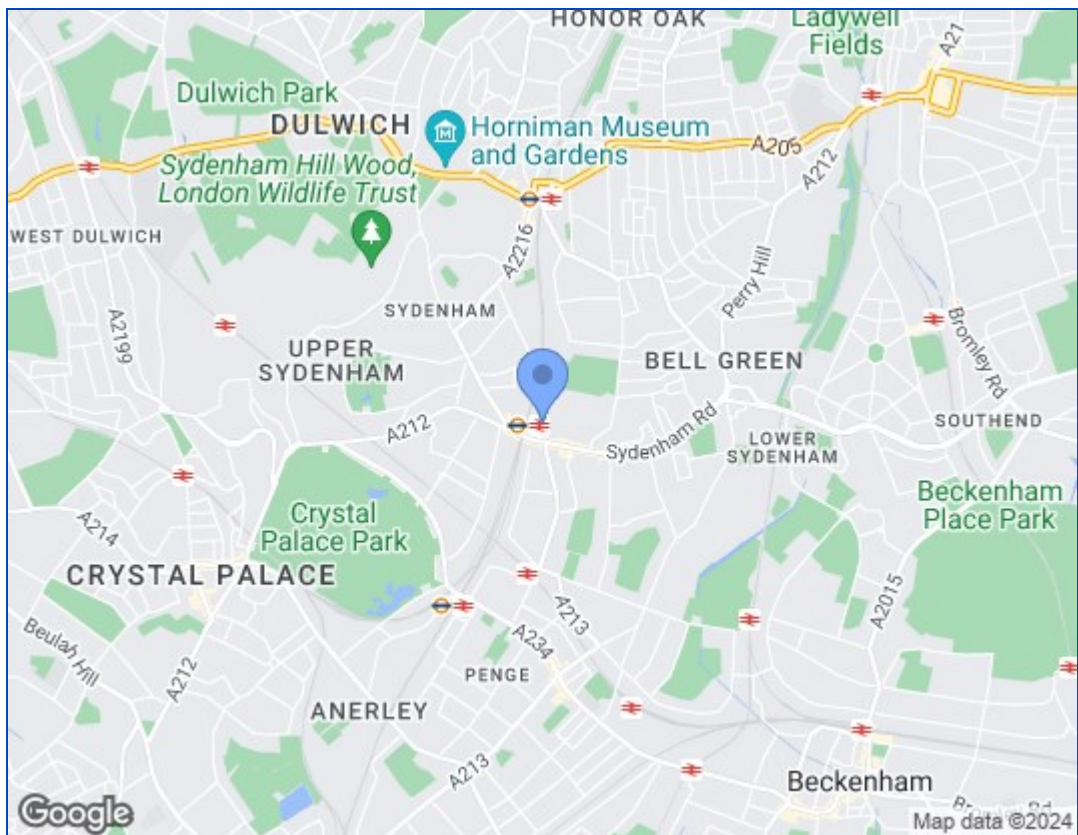 HONOR OAK
Ladywell
Fields
A21
Dulwich Park
DULWICH
Horniman Museum
and Gardens
A205
A212
Sydenham Hill Wood,
London Wildlife Trust
WEST DULWICH
A2216
Perry Hill
SYDENHAM
A2199
UPPER
SYDENHAM
BELL GREEN
Bromley Rd
A212
Sydenham Rd
SOUTHEND
LOWER
SYDENHAM
Beckenham
Place Park
Crystal
Palace Park
A214
CRYSTAL PALACE
A2015
A213
Beulah Hill
A234
A212
PENGE
ANERLEY
A213
Beckenham
Google
Map data ©2024